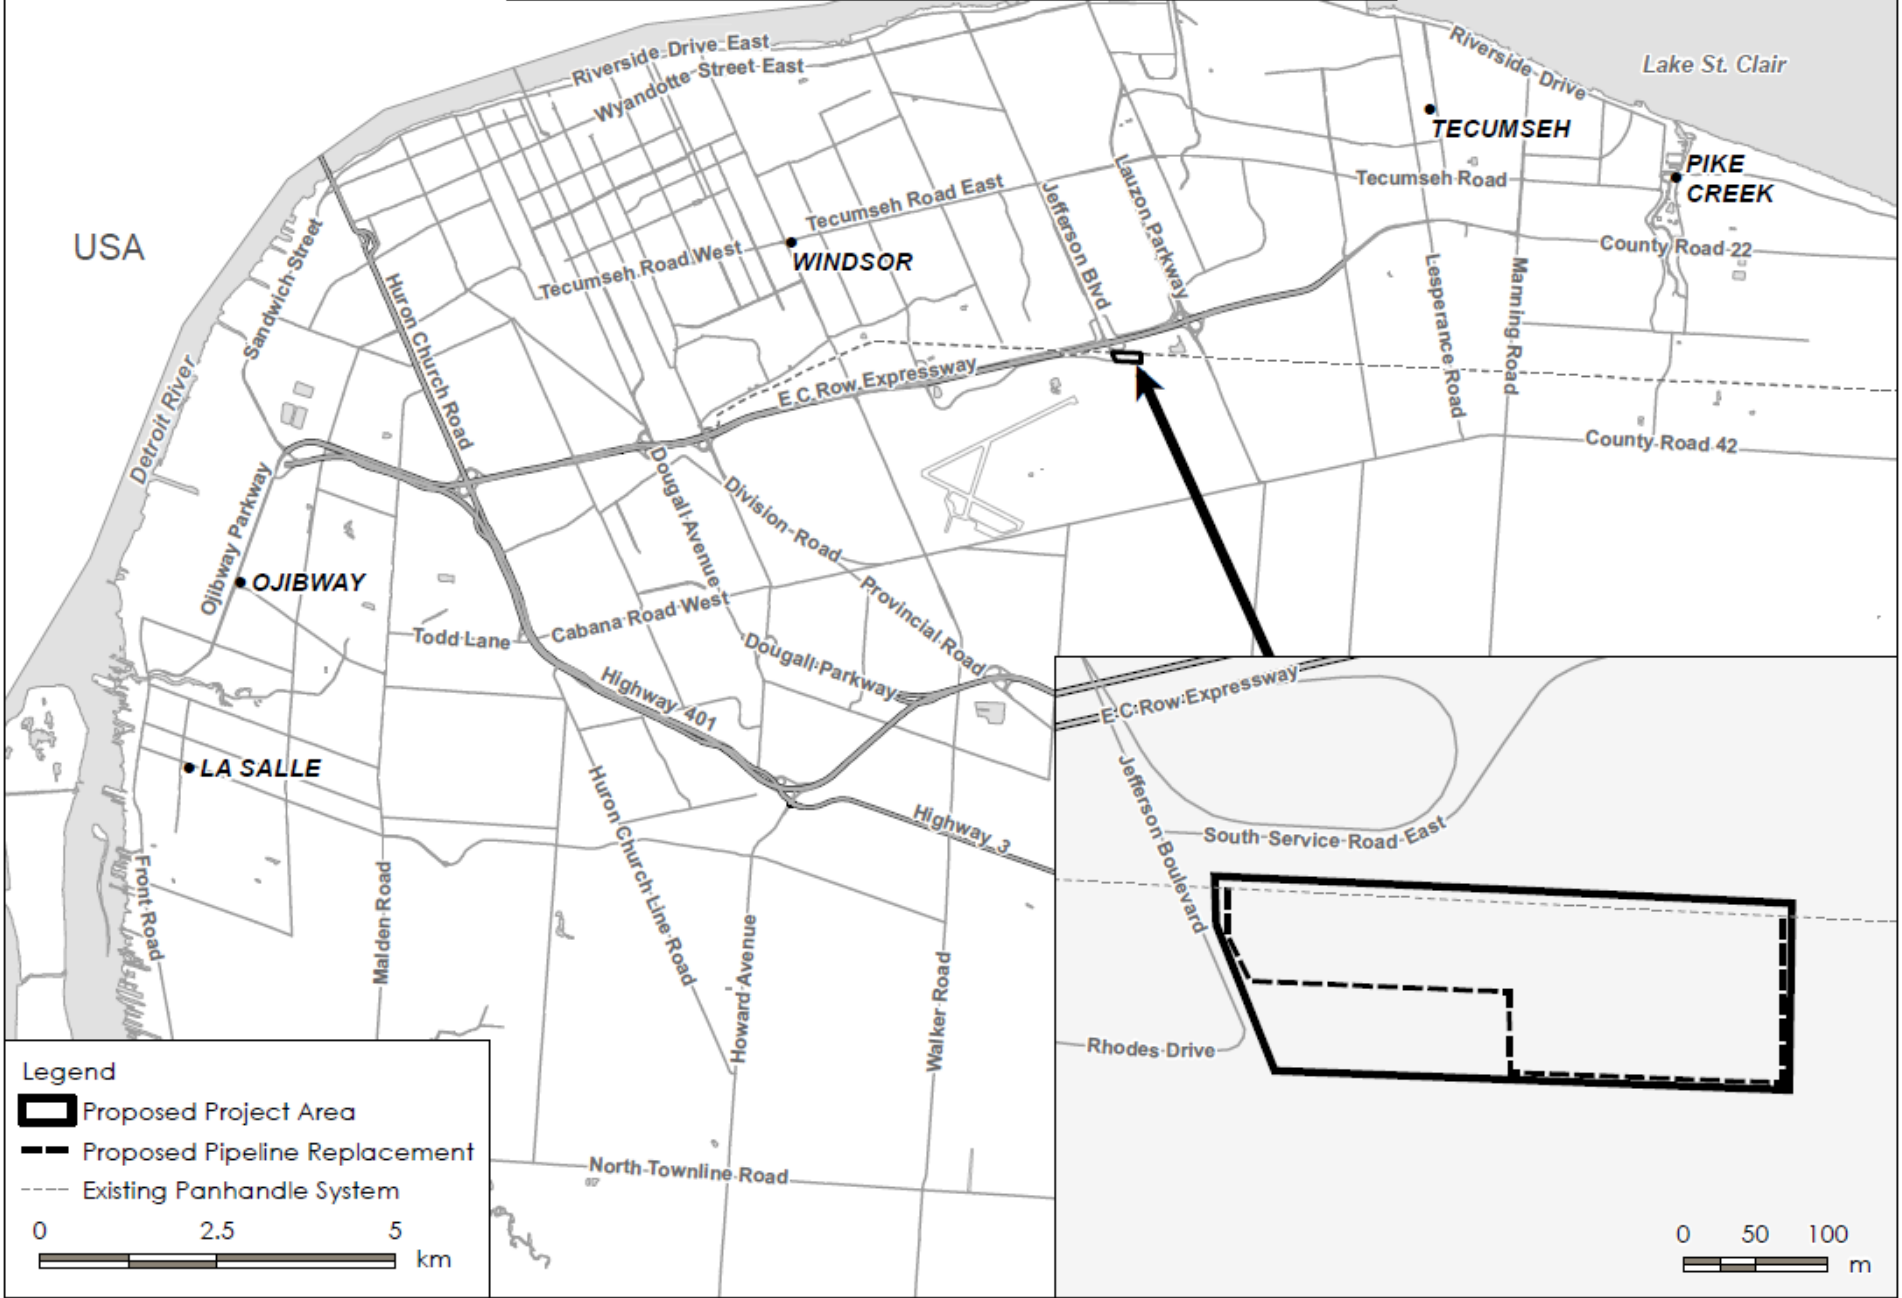 Riverside Drive East
Wyandotte Street East
Riverside Drive
Lake St. Clair
TECUMSEH
PIKE
CREEK
Tecumseh Road
Lauzon Parkway
Jefferson Blvd
Tecumseh Road East
WINDSOR
Tecumseh Road West
USA
Sandwich Street
Huron Church Road
County Road 22
Lesperance Road
Manning Road
E C Row Expressway
Detroit River
County Road 42
Ojibway Parkway
Dougall Avenue
Division Road
OJIBWAY
Provincial Road
Todd Lane
Cabana Road West
Dougall Parkway
Highway 401
LA SALLE
Huron Church Line Road
Highway 3
Front Road
Malden Road
Howard Avenue
Walker Road
North Townline Road
E C Row Expressway
Jefferson Boulevard
South Service Road East
Rhodes Drive
Legend
Proposed Project Area
Proposed Pipeline Replacement
Existing Panhandle System
0 2.5 5
km
0 50 100
m